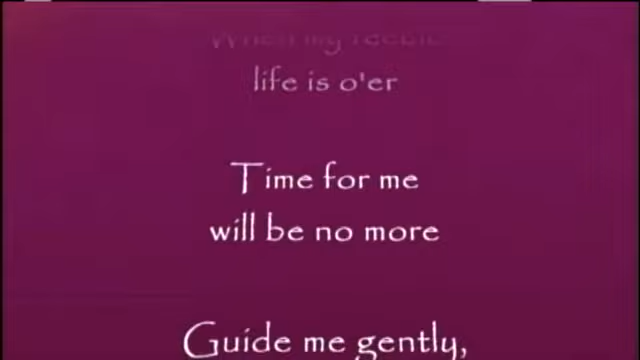 When my feeble
life is o'er
Time for me
will be no more
Guide me gently,